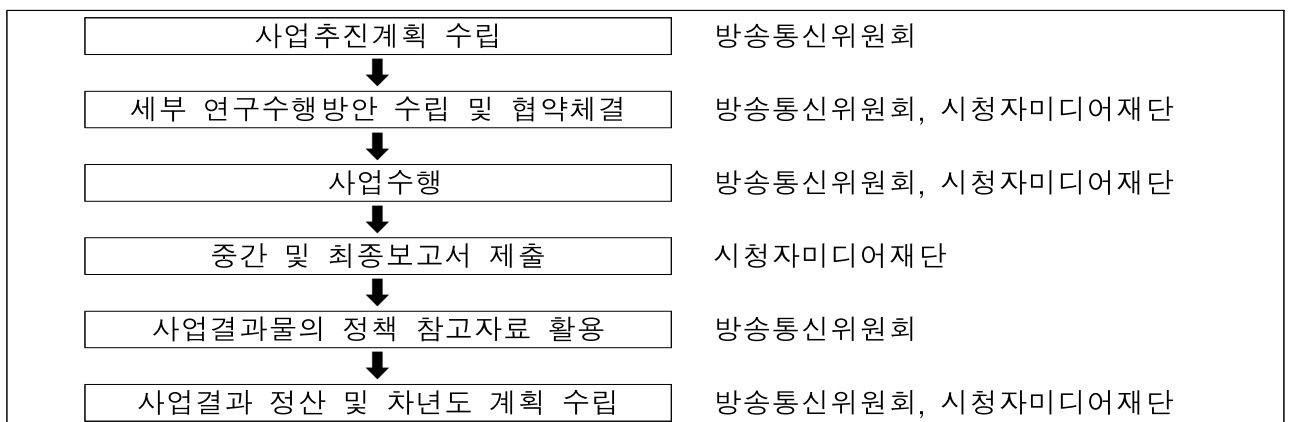 사업추진계획 수립 방송통신위원회
세부 연구수행방안 수립 및 협약체결 방송통신위원회, 시청자미디어재단
사업수행 방송통신위원회, 시청자미디어재단
중간 및 최종보고서 제출 시청자미디어재단
사업결과물의 정책 참고자료 활용 방송통신위원회
사업결과 정산 및 차년도 계획 수립 방송통신위원회, 시청자미디어재단